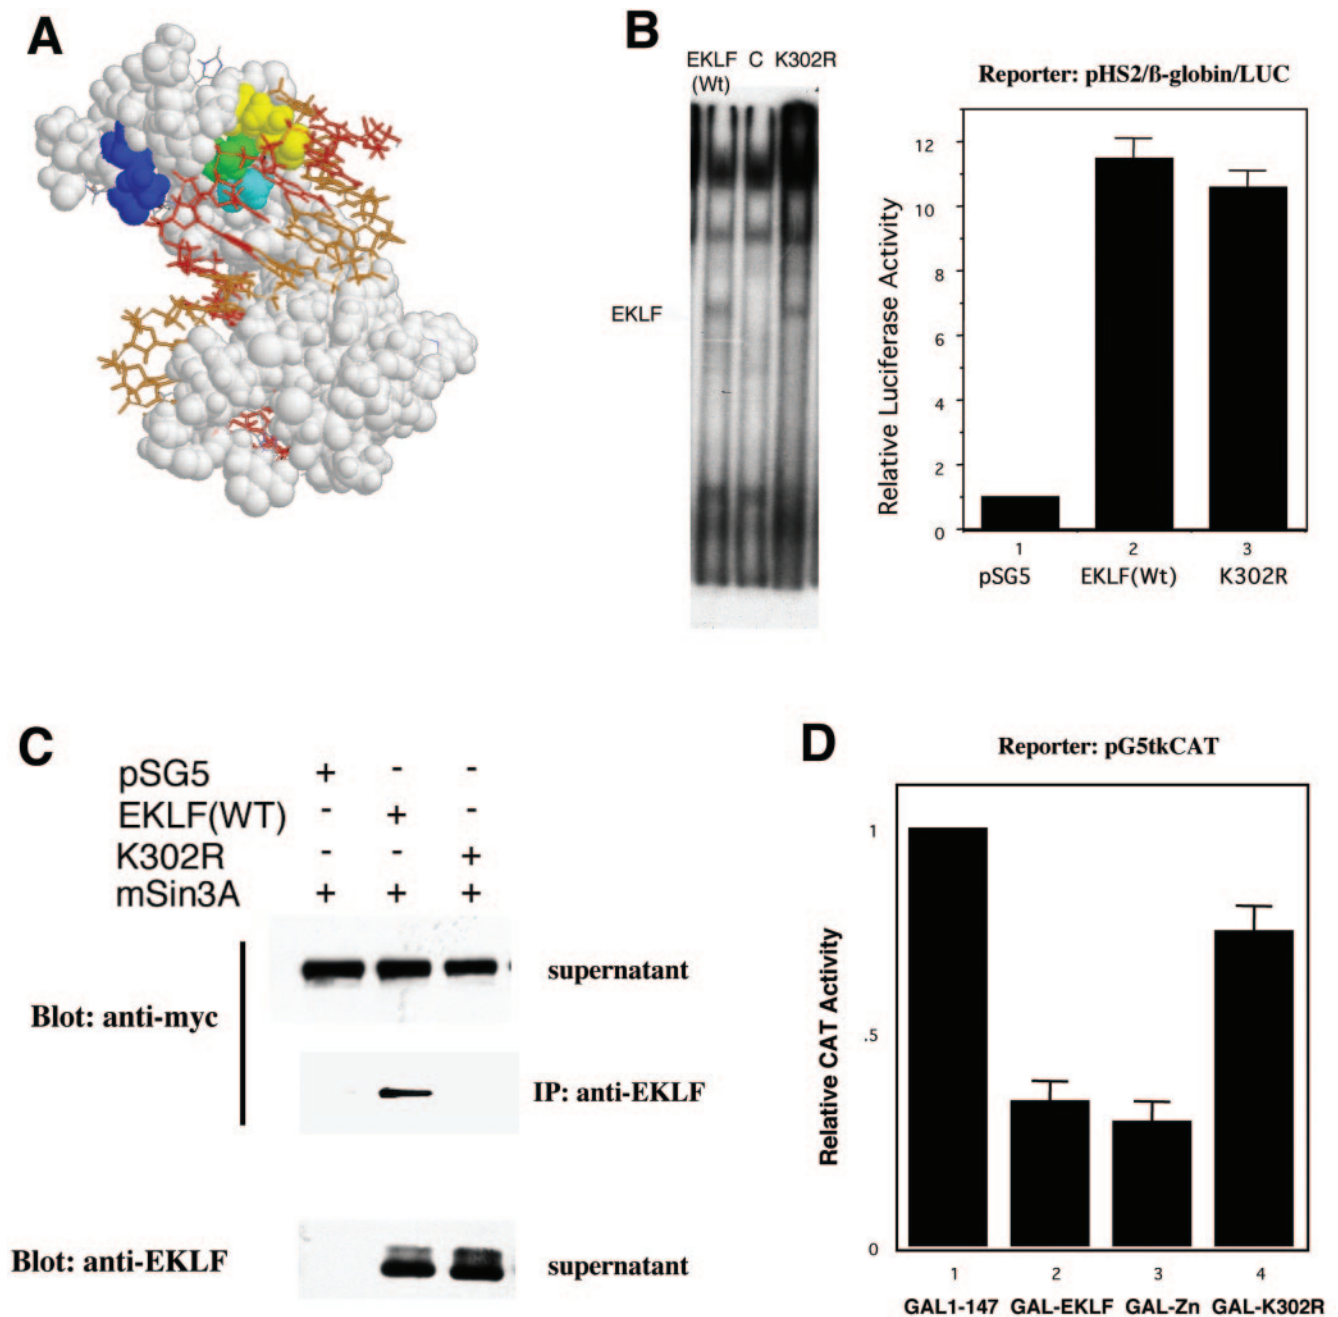 A
B
EKLF C K302R
(Wt)
EKLF
Reporter: pHS2/ß-globin/LUC
Relative Luciferase Activity
12
10
8
6
4
2
0
1 2 3
pSG5 EKLF(Wt) K302R
C
pSG5 + - -
EKLF(WT) - + -
K302R - - +
mSin3A + + +
Blot: anti-myc
supernatant
IP: anti-EKLF
Blot: anti-EKLF
supernatant
D
Reporter: pG5tkCAT
Relative CAT Activity
1
.5
0
1 2 3 4
GAL1-147 GAL-EKLF GAL-Zn GAL-K302R